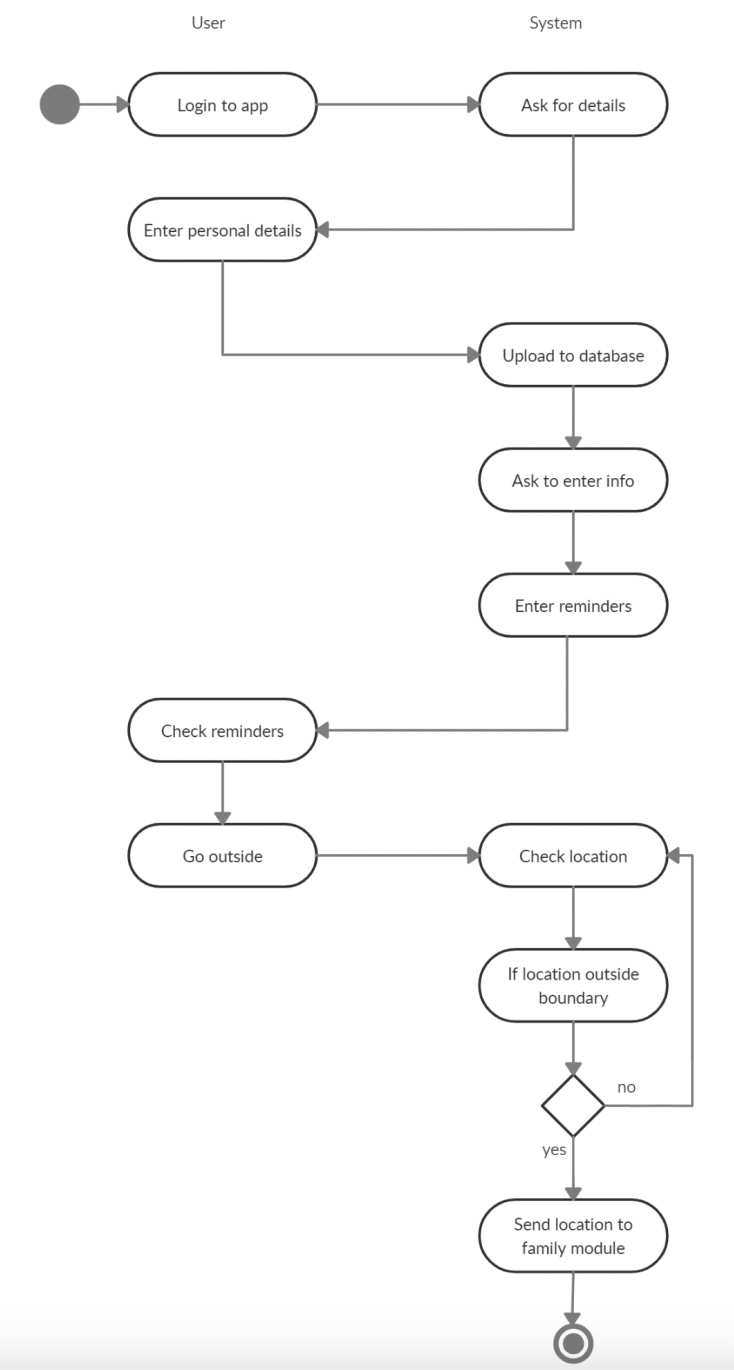 User
System
Login to app
Ask for details
Enter personal details
Upload to database
Ask to enter info
Enter reminders
Check reminders
Go outside
Check location
If location outside
boundary
no
yes
Send location to
family module